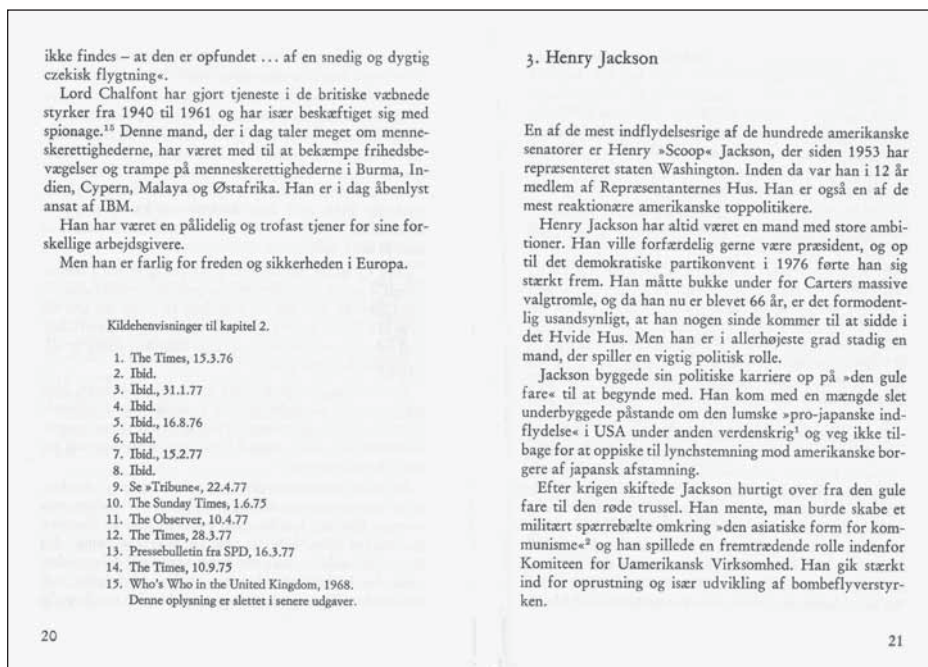 ikke findes – at den er opfundet ... af en snedig og dygtig
czekisk flygtning«.
Lord Chalfont har gjort tjeneste i de britiske væbnede
styrker fra 1940 til 1961 og har især beskæftiget sig med
spionage.¹⁵ Denne mand, der i dag taler meget om menne-
skerettighederne, har været med til at bekæmpe frihedsbe-
vægelser og trampe på menneskerettighederne i Burma, In-
dien, Cypern, Malaya og Østafrika. Han er i dag åbenlyst
ansat af IBM.
Han har været en pålidelig og trofast tjener for sine for-
skellige arbejdsgivere.
Men han er farlig for freden og sikkerheden i Europa.
Kildehenvisninger til kapitel 2.
1. The Times, 15.3.76
2. Ibid.
3. Ibid., 31.1.77
4. Ibid.
5. Ibid., 16.8.76
6. Ibid.
7. Ibid., 15.2.77
8. Ibid.
9. Se »Tribune«, 22.4.77
10. The Sunday Times, 1.6.75
11. The Observer, 10.4.77
12. The Times, 28.3.77
13. Pressebulletin fra SPD, 16.3.77
14. The Times, 10.9.75
15. Who's Who in the United Kingdom, 1968.
Denne oplysning er slettet i senere udgaver.
20
3. Henry Jackson
En af de mest indflydelsesrige af de hundrede amerikanske
senatorer er Henry »Scoop« Jackson, der siden 1953 har
repræsenteret staten Washington. Inden da var han i 12 år
medlem af Repræsentanternes Hus. Han er også en af de
mest reaktionære amerikanske toppolitikere.
Henry Jackson har altid været en mand med store ambi-
tioner. Han ville forfærdelig gerne være præsident, og op
til det demokratiske partikonvent i 1976 førte han sig
stærkt frem. Han måtte bukke under for Carters massive
valgtromle, og da han nu er blevet 66 år, er det formodent-
lig usandsynligt, at han nogen sinde kommer til at sidde i
det Hvide Hus. Men han er i allerhøjeste grad stadig en
mand, der spiller en vigtig politisk rolle.
Jackson byggede sin politiske karriere op på »den gule
fare« til at begynde med. Han kom med en mængde slet
underbyggede påstande om den lumske »pro-japanske ind-
flydelse« i USA under anden verdenskrig¹ og veg ikke til-
bage for at oppiske til lynchstemning mod amerikanske bor-
gere af japansk afstamning.
Efter krigen skiftede Jackson hurtigt over fra den gule
fare til den røde trussel. Han mente, man burde skabe et
militært spærrebælte omkring »den asiatiske form for kom-
munisme«² og han spillede en fremtrædende rolle indenfor
Komiteen for Uamerikansk Virksomhed. Han gik stærkt
ind for oprustning og især udvikling af bombeflyverstyr-
ken.
21